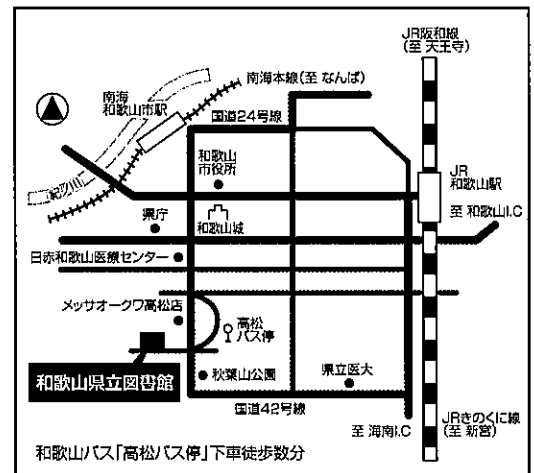 JR阪和線
(至 天王寺)
南海本線(至 なんば)
南海
和歌山市駅
国道24号線
紀ノ川
和歌山
市役所
JR
和歌山駅
県庁
和歌山城
至 和歌山I.C
日赤和歌山医療センター
メッサオークワ高松店
高松
バス停
和歌山県立図書館
秋葉山公園
県立医大
国道42号線
至 海南I.C
JRきのくに線
(至 新宮)
和歌山バス「高松バス停」下車徒歩数分